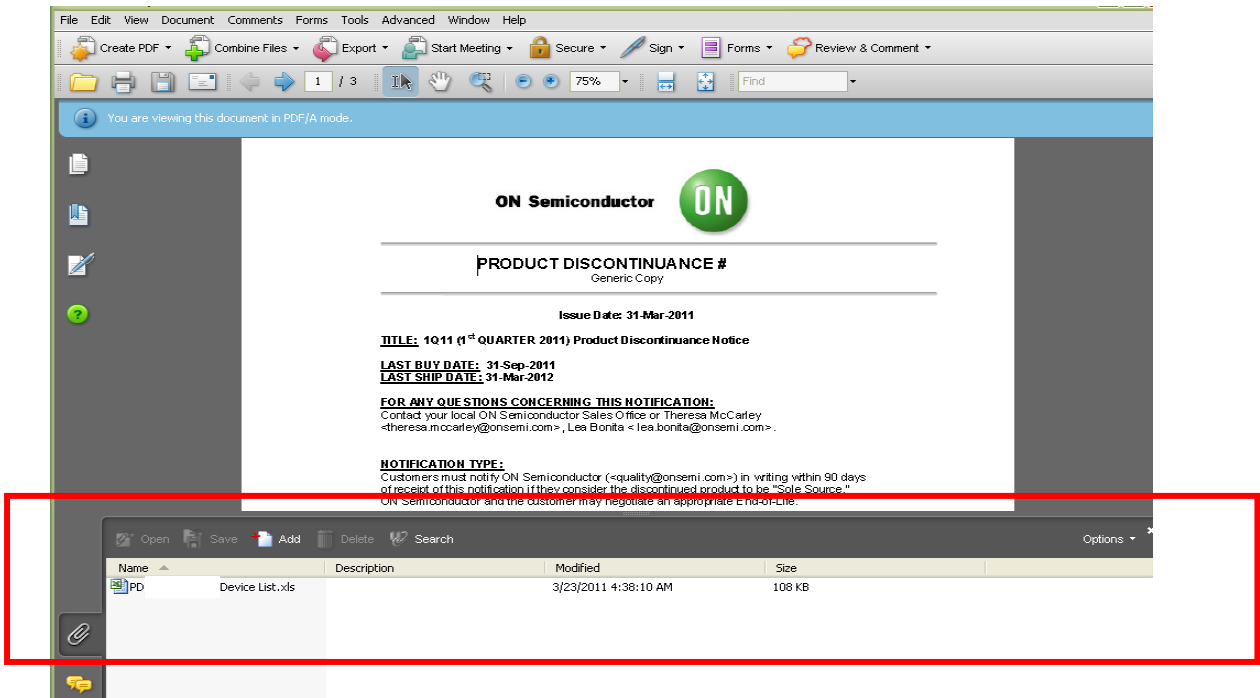 File Edit View Document Comments Forms Tools Advanced Window Help
Create PDF Combine Files Export Start Meeting Secure Sign Forms Review & Comment
1 / 3 75% Find
You are viewing this document in PDF/A mode.
ON Semiconductor ON
PRODUCT DISCONTINUANCE #
Generic Copy
Issue Date: 31-Mar-2011
TITLE: 1Q11 (1st QUARTER 2011) Product Discontinuance Notice
LAST BUY DATE: 31-Sep-2011
LAST SHIP DATE: 31-Mar-2012
FOR ANY QUESTIONS CONCERNING THIS NOTIFICATION:
Contact your local ON Semiconductor Sales Office or Theresa McCarley
<theresa.mccarley@onsemi.com>, Lea Bonita < lea.bonita@onsemi.com> .
NOTIFICATION TYPE:
Customers must notify ON Semiconductor (<quality@onsemi.com>) in writing within 90 days
of receipt of this notification if they consider the discontinued product to be "Sole Source."
ON Semiconductor and the customer may negotiate an appropriate End-of-Life.
Open Save Add Delete Search Options
Name Description Modified Size
PD Device List.xls 3/23/2011 4:38:10 AM 108 KB